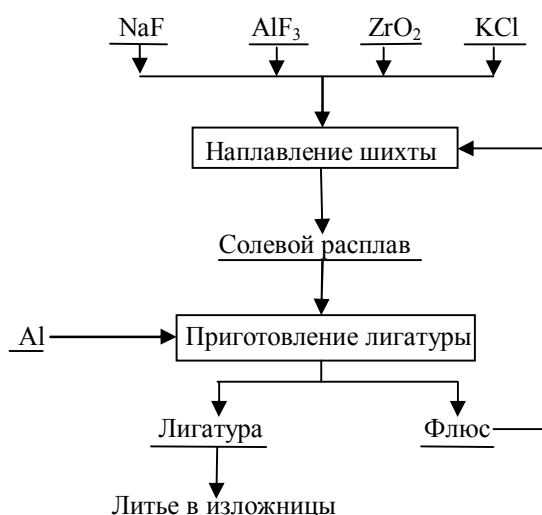 NaF AlF₃ ZrO₂ KCl
Наплавление шихты
Солевой расплав
Al Приготовление лигатуры
Лигатура Флюс
Литье в изложницы